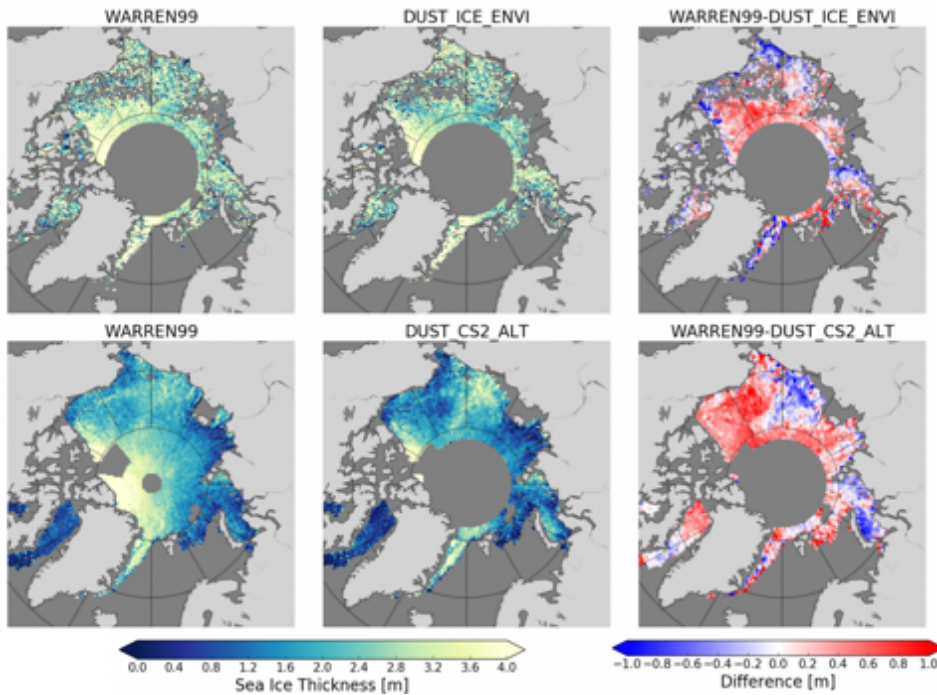 WARREN99 DUST_ICE_ENVI WARREN99-DUST_ICE_ENVI
WARREN99 DUST_CS2_ALT WARREN99-DUST_CS2_ALT
0.0 0.4 0.8 1.2 1.6 2.0 2.4 2.8 3.2 3.6 4.0
Sea Ice Thickness [m]
−1.0 −0.8 −0.6 −0.4 −0.2 0.0 0.2 0.4 0.6 0.8 1.0
Difference [m]